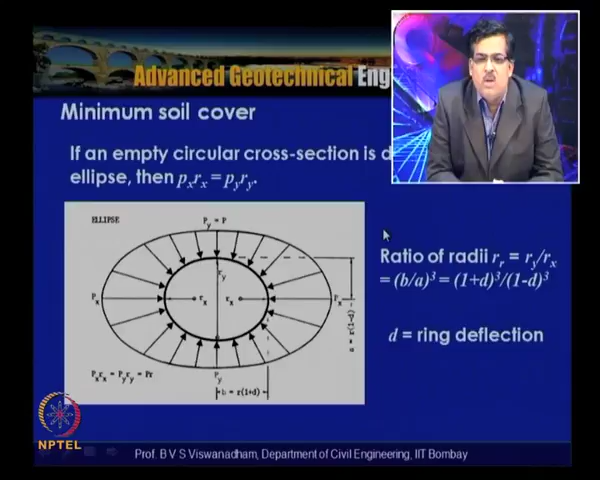 Advanced Geotechnical Eng
Minimum soil cover
If an empty circular cross-section is d
ellipse, then pxrx = pyry.
ELLIPSE
Py = P
ry
Px
rx
rx
Px
a = r(1-d)
Pxrx = Pyry = Pr
Py
b = r(1+d)
Ratio of radii rr = ry/rx
= (b/a)³ = (1+d)³/(1-d)³
d = ring deflection
NPTEL
Prof. B V S Viswanadham, Department of Civil Engineering, IIT Bombay